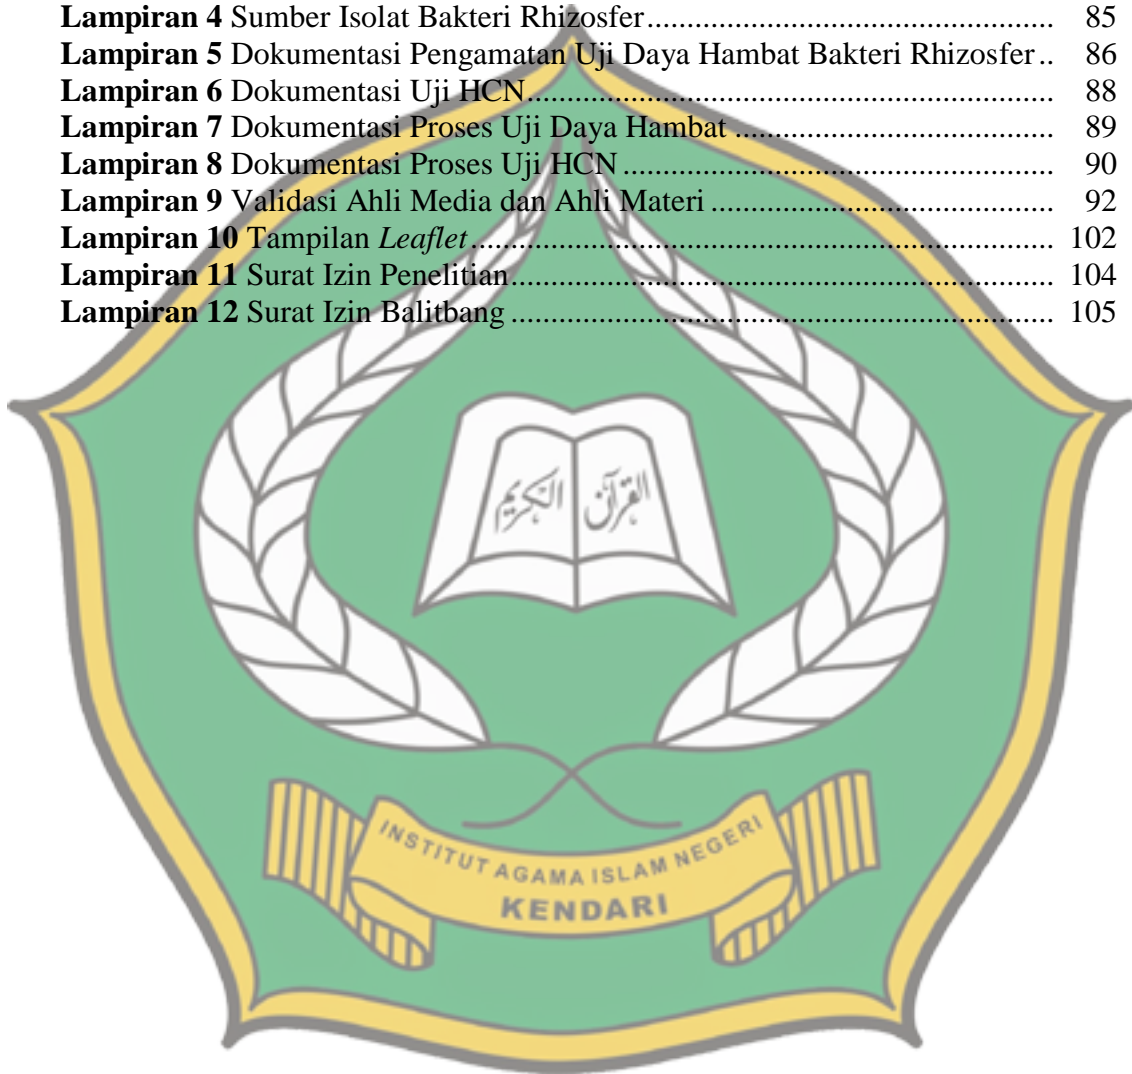 Lampiran 4 Sumber Isolat Bakteri Rhizosfer.......................................................... 85
Lampiran 5 Dokumentasi Pengamatan Uji Daya Hambat Bakteri Rhizosfer.. 86
Lampiran 6 Dokumentasi Uji HCN......................................................................... 88
Lampiran 7 Dokumentasi Proses Uji Daya Hambat ............................................. 89
Lampiran 8 Dokumentasi Proses Uji HCN ............................................................ 90
Lampiran 9 Validasi Ahli Media dan Ahli Materi ................................................ 92
Lampiran 10 Tampilan Leaflet................................................................................. 102
Lampiran 11 Surat Izin Penelitian........................................................................... 104
Lampiran 12 Surat Izin Balitbang ........................................................................... 105
القرآن الكريم
INSTITUT AGAMA ISLAM NEGERI
KENDARI